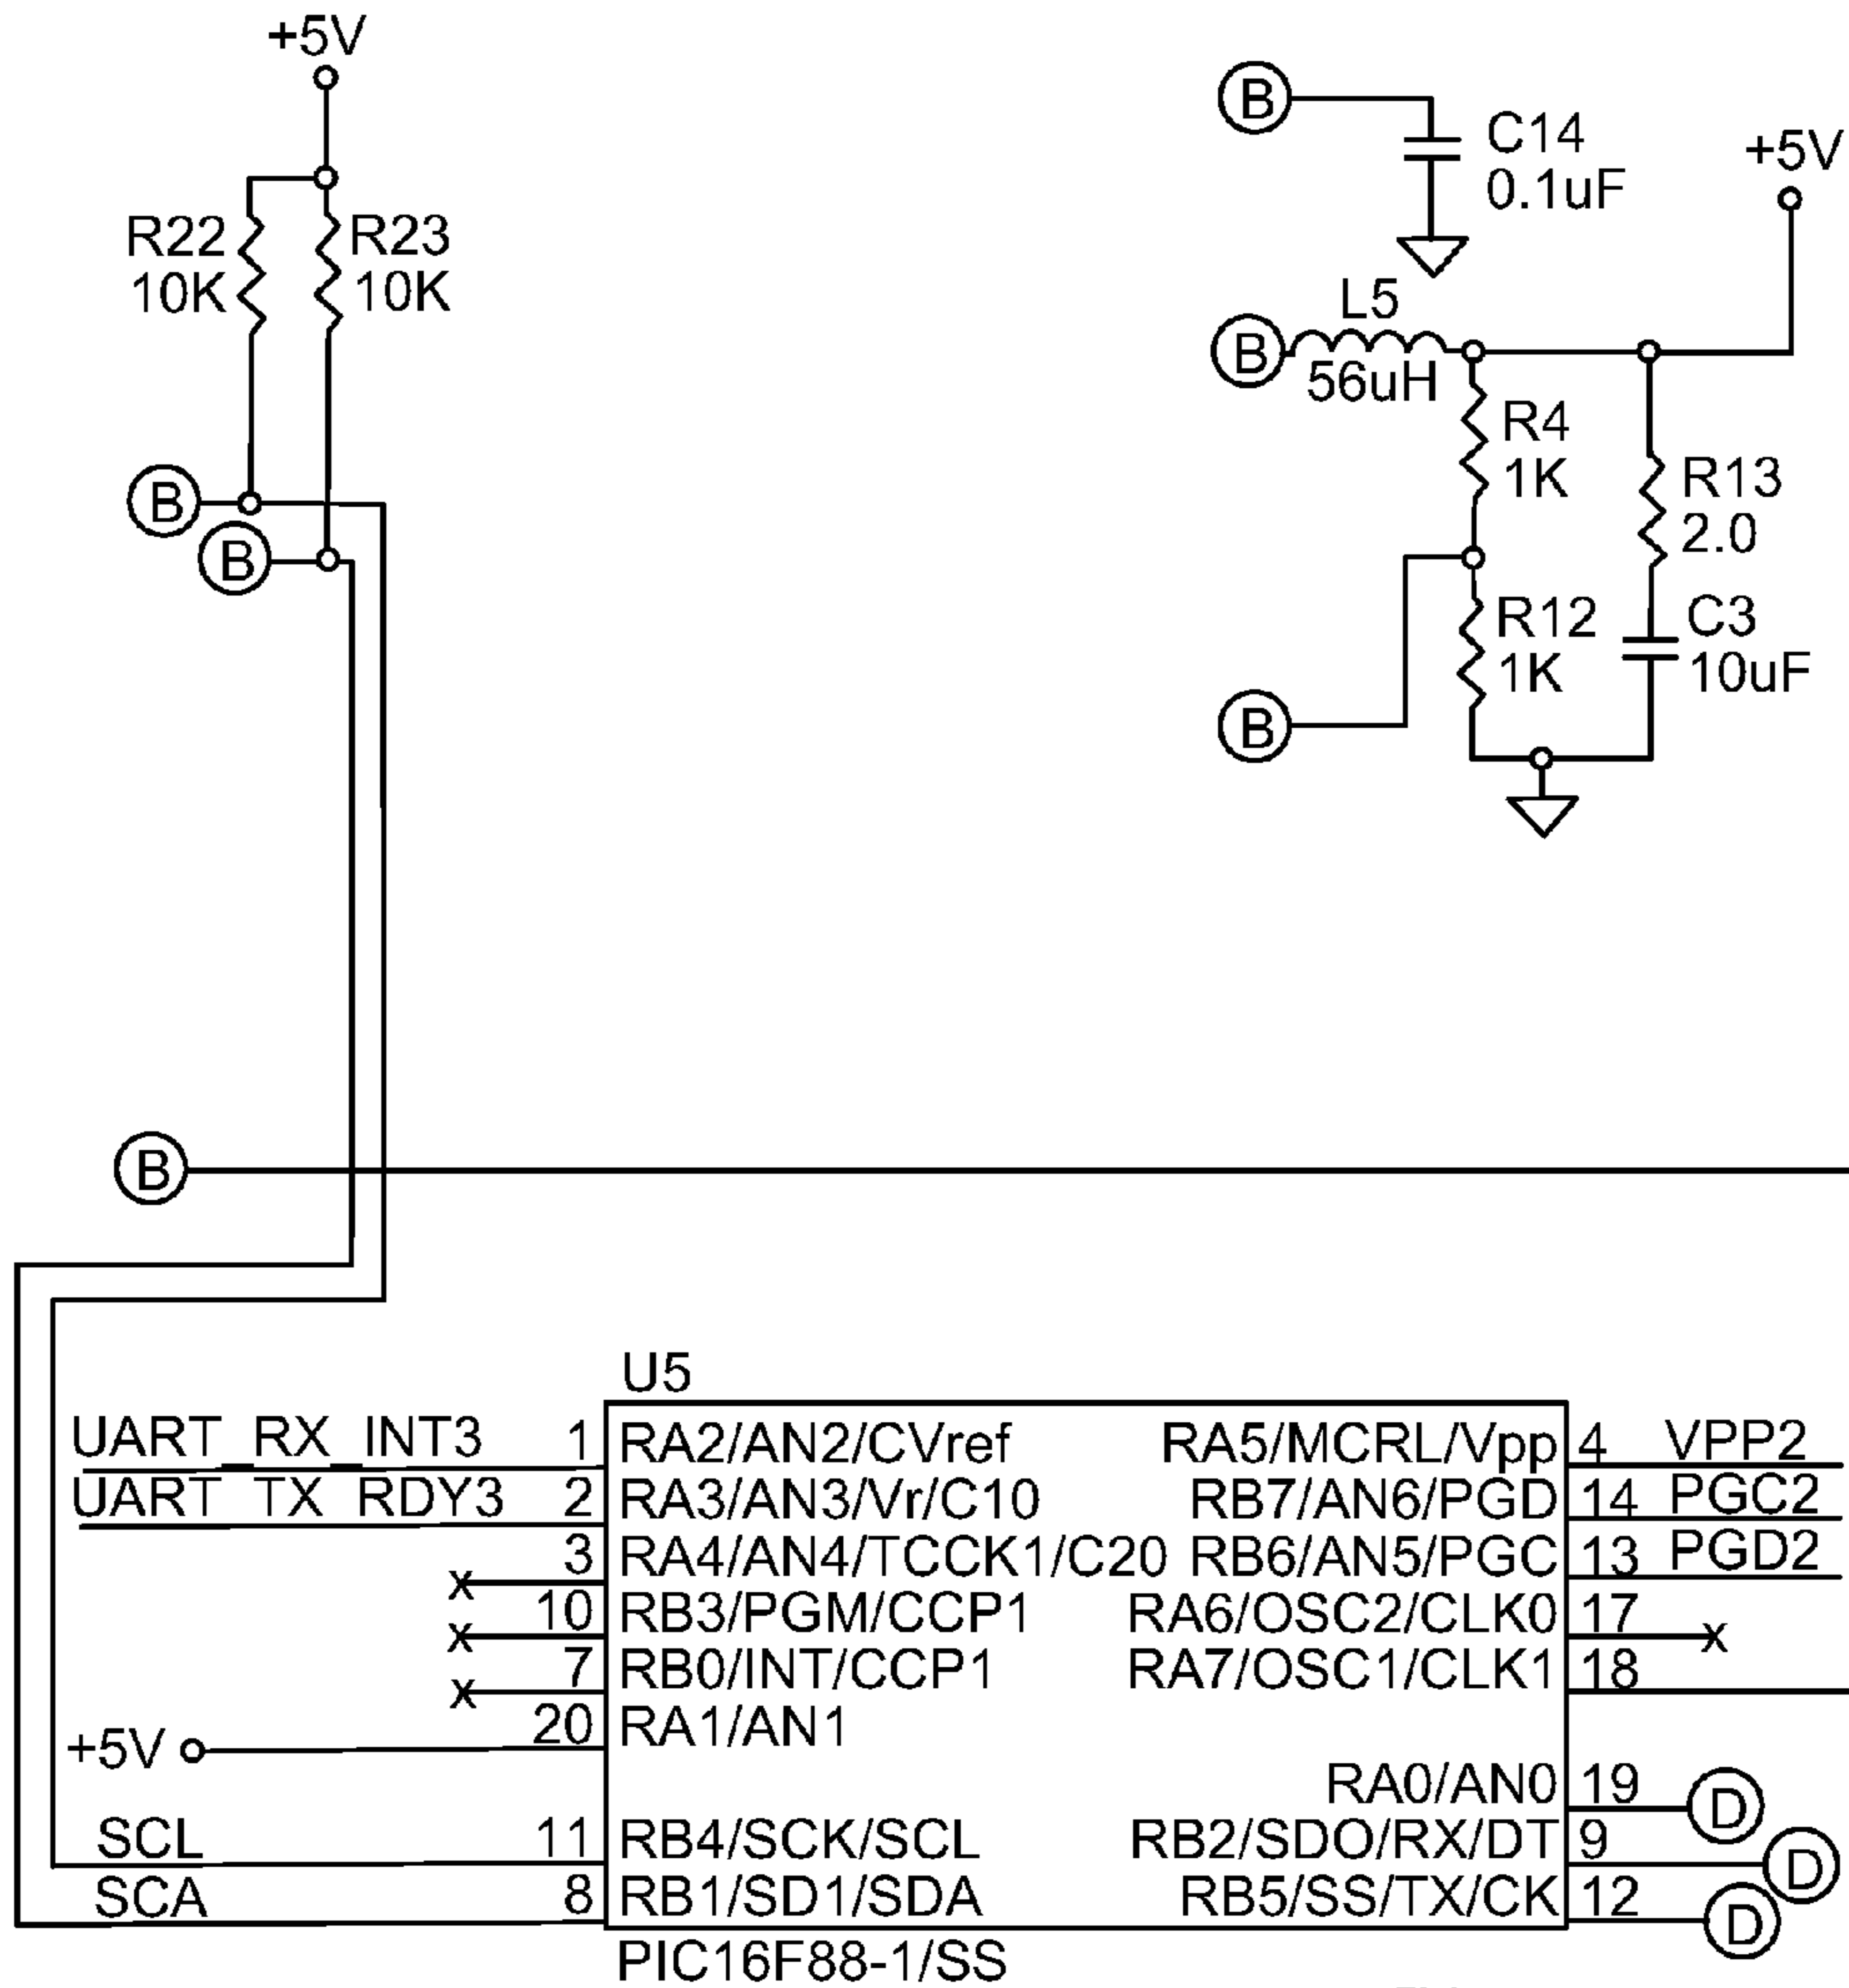 +5V
R22
10K
R23
10K
B
B
B
C14
0.1uF
+5V
B
L5
56uH
R4
1K
R13
2.0
R12
1K
C3
10uF
B
B
U5
UART_RX_INT3 1 RA2/AN2/CVref RA5/MCRL/Vpp 4 VPP2
UART TX RDY3 2 RA3/AN3/Vr/C10 RB7/AN6/PGD 14 PGC2
3 RA4/AN4/TCCK1/C20 RB6/AN5/PGC 13 PGD2
x 10 RB3/PGM/CCP1 RA6/OSC2/CLK0 17
x 7 RB0/INT/CCP1 RA7/OSC1/CLK1 18 x
x 20 RA1/AN1
+5V
RA0/AN0 19 D
SCL 11 RB4/SCK/SCL RB2/SDO/RX/DT 9 D
SCA 8 RB1/SD1/SDA RB5/SS/TX/CK 12 D
PIC16F88-1/SS